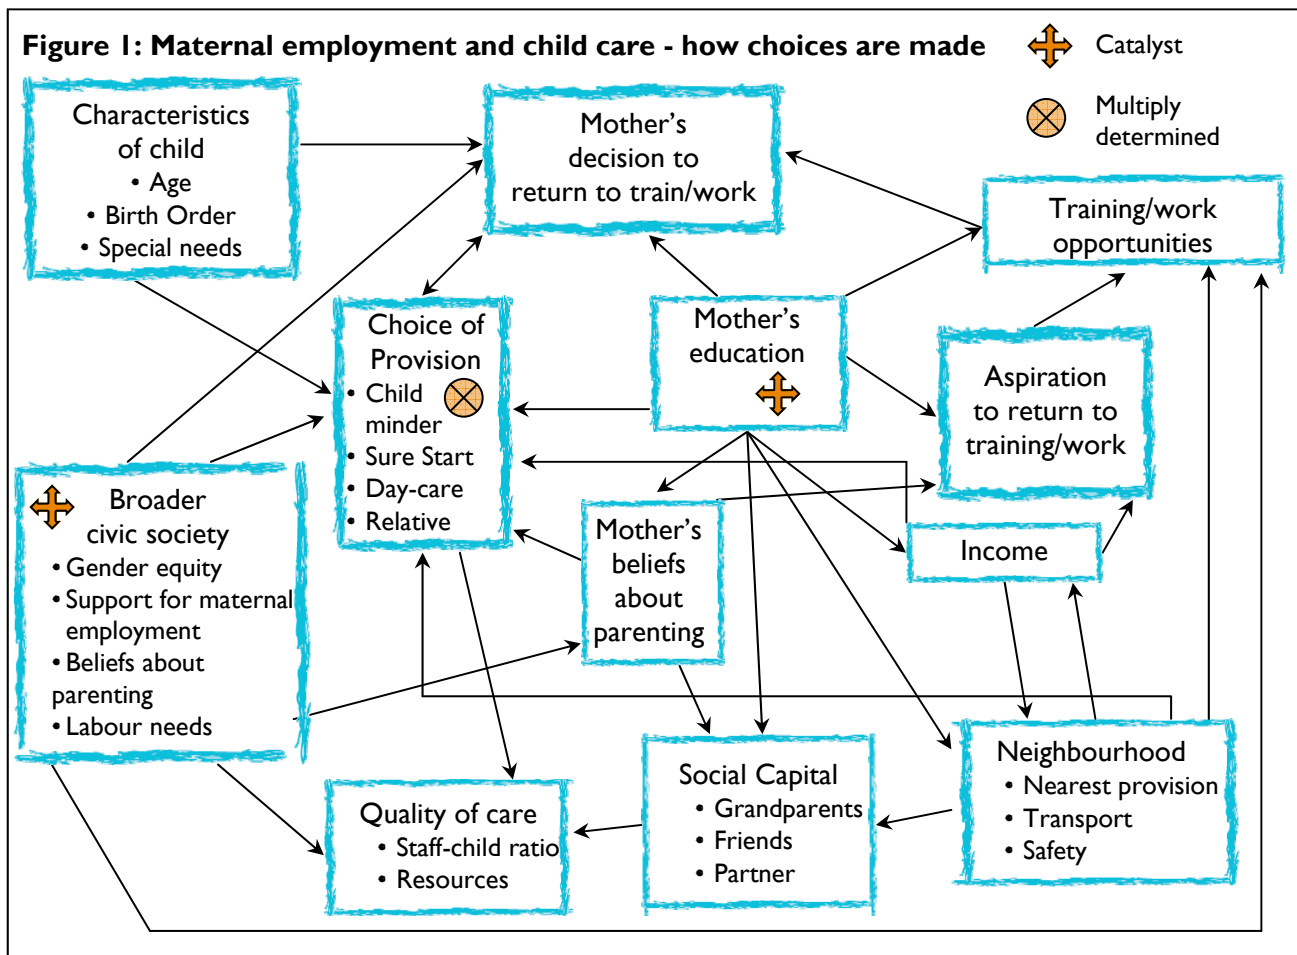 Figure 1: Maternal employment and child care - how choices are made
Catalyst
Multiply
determined
Characteristics
of child
• Age
• Birth Order
• Special needs
Mother's
decision to
return to train/work
Training/work
opportunities
Choice of
Provision
• Child
minder
• Sure Start
• Day-care
• Relative
Mother's
education
Aspiration
to return to
training/work
Broader
civic society
• Gender equity
• Support for maternal
employment
• Beliefs about
parenting
• Labour needs
Mother's
beliefs
about
parenting
Income
Quality of care
• Staff-child ratio
• Resources
Social Capital
• Grandparents
• Friends
• Partner
Neighbourhood
• Nearest provision
• Transport
• Safety